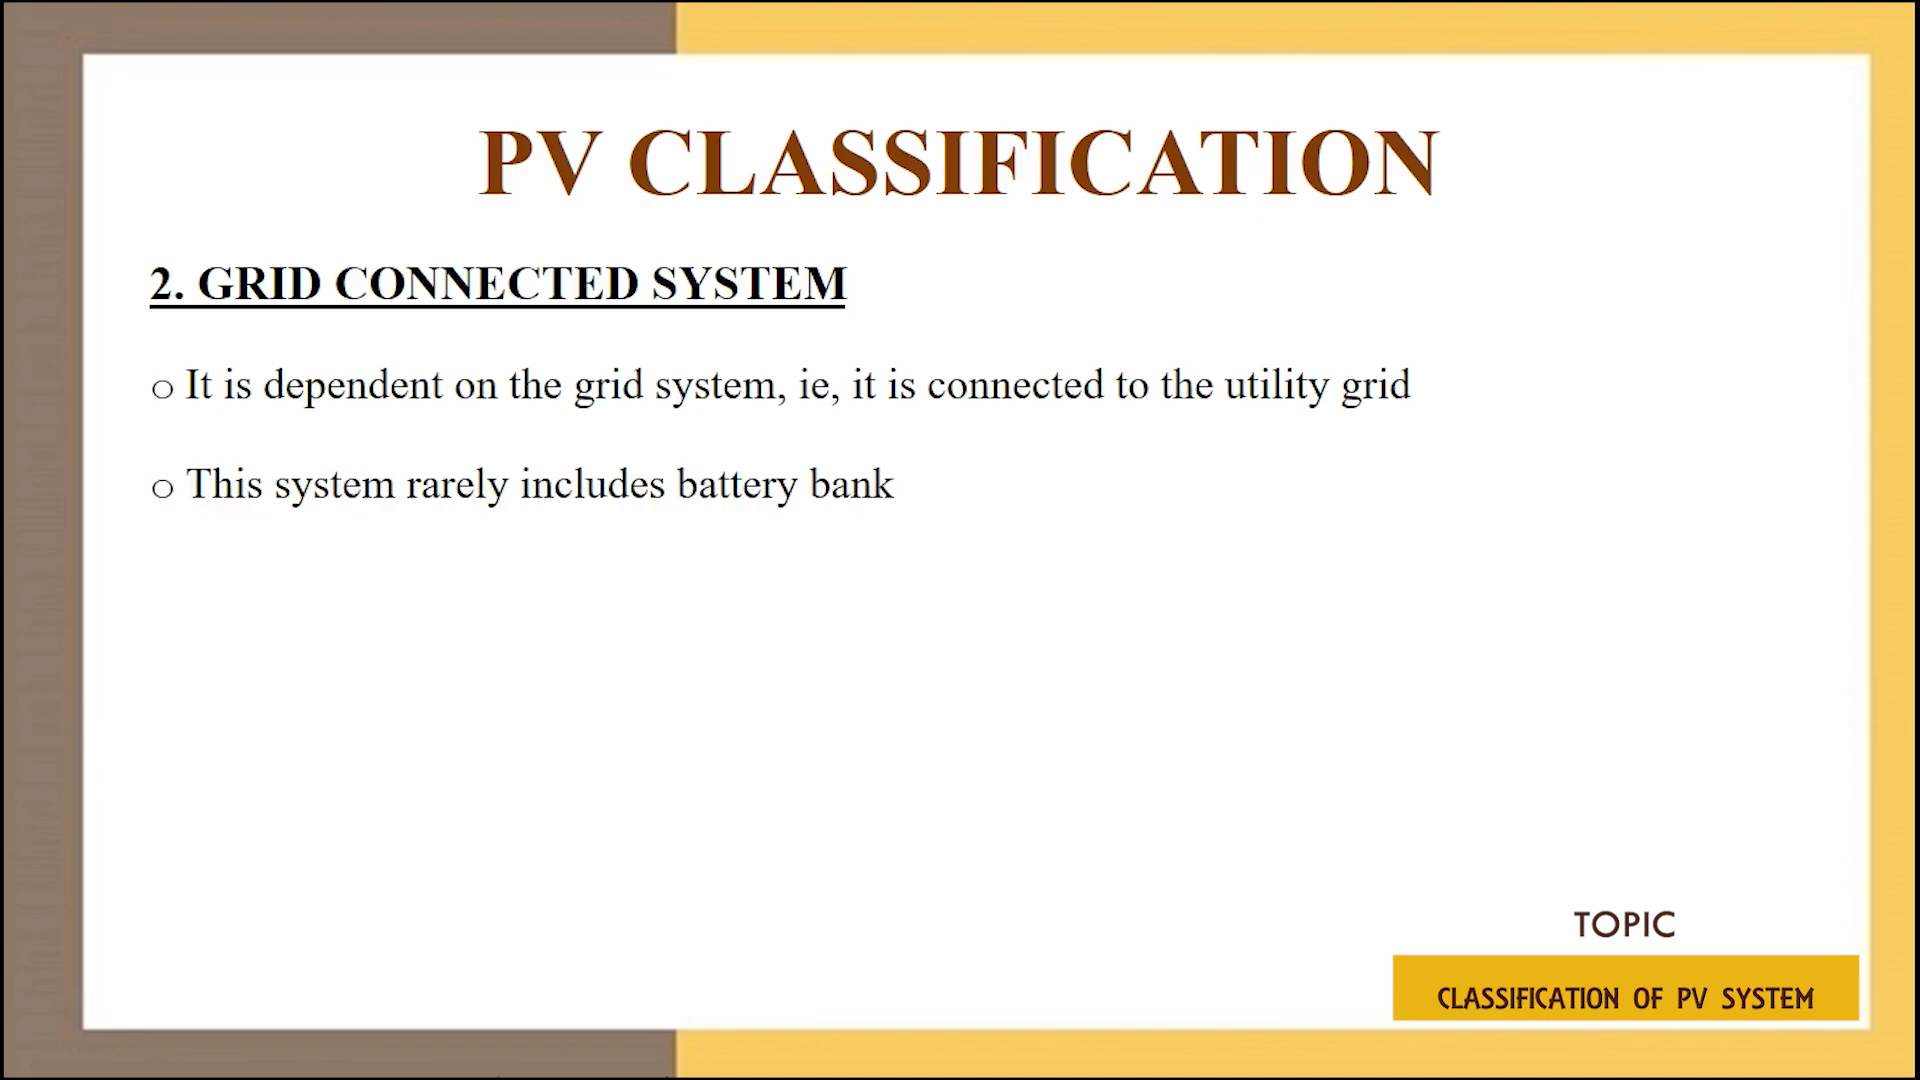 PV CLASSIFICATION
2. GRID CONNECTED SYSTEM
o It is dependent on the grid system, ie, it is connected to the utility grid
o This system rarely includes battery bank
TOPIC
CLASSIFICATION OF PV SYSTEM